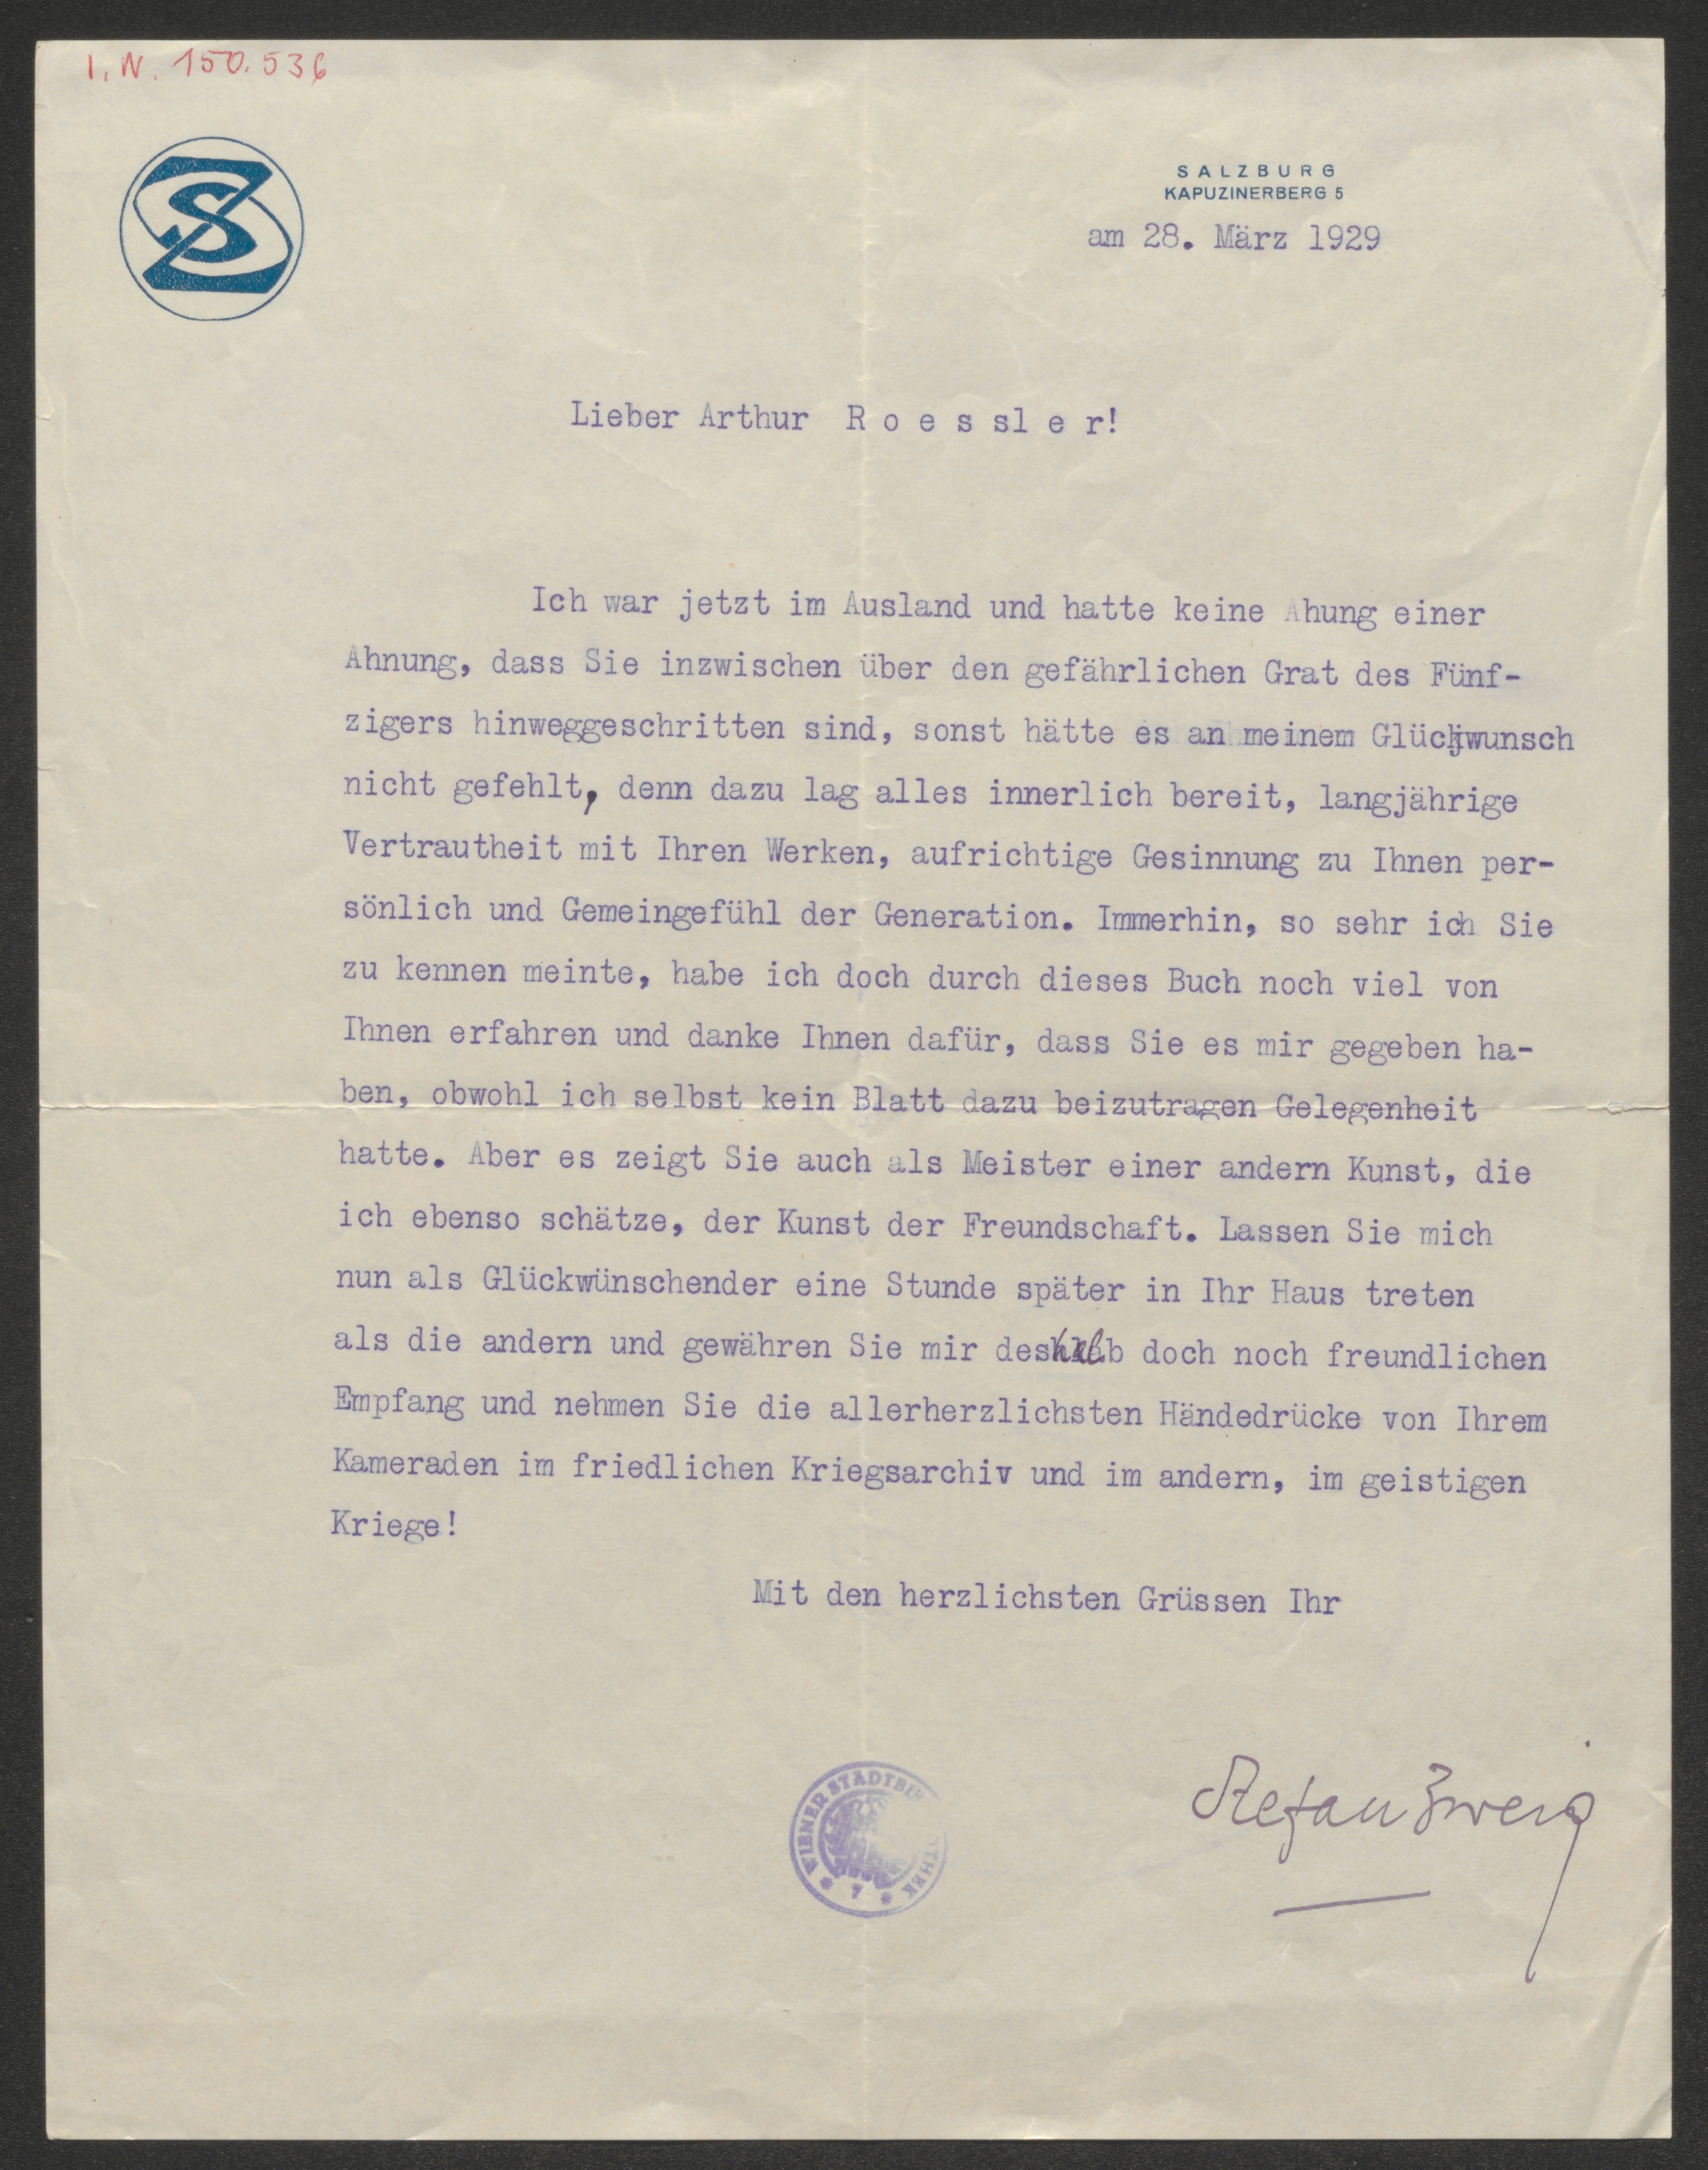 I.N. 150.536
SZ
SALZBURG
KAPUZINERBERG 5
am 28. März 1929
Lieber Arthur R o e s sl e r!
Ich war jetzt im Ausland und hatte keine Ahung einer
Ahnung, dass Sie inzwischen über den gefährlichen Grat des Fünf-
zigers hinweggeschritten sind, sonst hätte es an meinem Glückwunsch
nicht gefehlt, denn dazu lag alles innerlich bereit, langjährige
Vertrautheit mit Ihren Werken, aufrichtige Gesinnung zu Ihnen per-
sönlich und Gemeingefühl der Generation. Immerhin, so sehr ich Sie
zu kennen meinte, habe ich doch durch dieses Buch noch viel von
Ihnen erfahren und danke Ihnen dafür, dass Sie es mir gegeben ha-
ben, obwohl ich selbst kein Blatt dazu beizutragen Gelegenheit
hatte. Aber es zeigt Sie auch als Meister einer andern Kunst, die
ich ebenso schätze, der Kunst der Freundschaft. Lassen Sie mich
nun als Glückwünschender eine Stunde später in Ihr Haus treten
als die andern und gewähren Sie mir deshalb doch noch freundlichen
Empfang und nehmen Sie die allerherzlichsten Händedrücke von Ihrem
Kameraden im friedlichen Kriegsarchiv und im andern, im geistigen
Kriege!
Mit den herzlichsten Grüssen Ihr
Stefan Zweig
WIENER STADTBI THEK